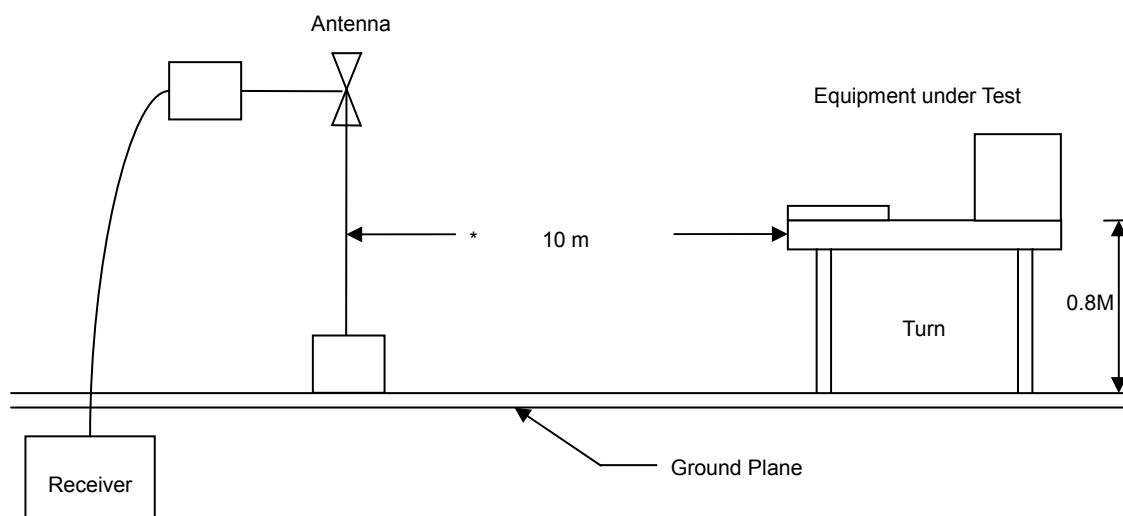 Antenna
Equipment under Test
* 10 m
0.8M
Turn
Ground Plane
Receiver